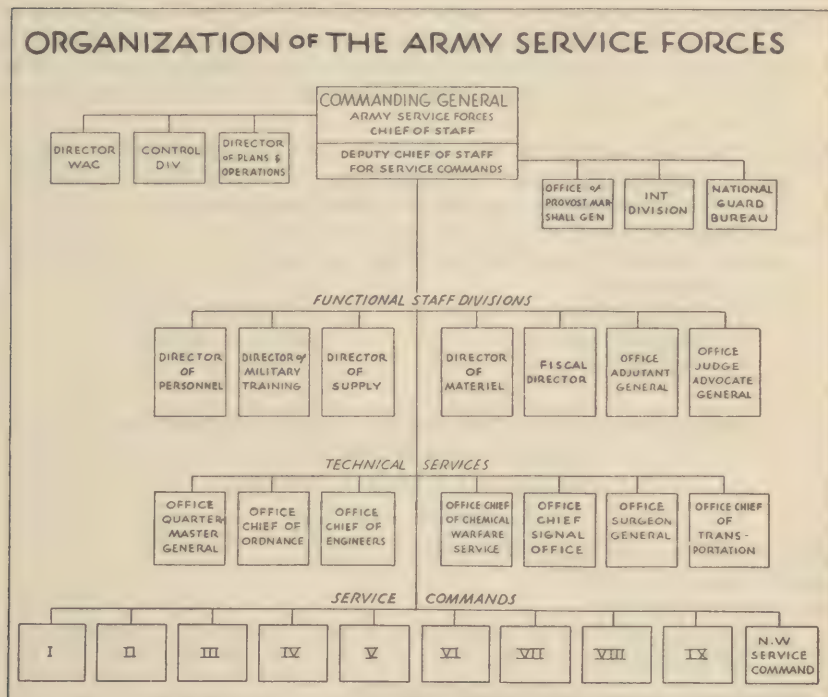 ORGANIZATION OF THE ARMY SERVICE FORCES
COMMANDING GENERAL
ARMY SERVICE FORCES
CHIEF OF STAFF
DEPUTY CHIEF OF STAFF
FOR SERVICE COMMANDS
DIRECTOR
WAC
CONTROL
DIV
DIRECTOR
OF PLANS &
OPERATIONS
OFFICE OF
PROVOST MAR-
SHALL GEN
INT
DIVISION
NATIONAL
GUARD
BUREAU
FUNCTIONAL STAFF DIVISIONS
DIRECTOR
OF
PERSONNEL
DIRECTOR OF
MILITARY
TRAINING
DIRECTOR
OF
SUPPLY
DIRECTOR
OF
MATERIEL
FISCAL
DIRECTOR
OFFICE
ADJUTANT
GENERAL
OFFICE
JUDGE
ADVOCATE
GENERAL
TECHNICAL SERVICES
OFFICE
QUARTER-
MASTER
GENERAL
OFFICE
CHIEF OF
ORDNANCE
OFFICE
CHIEF OF
ENGINEERS
OFFICE CHIEF
OF CHEMICAL
WARFARE
SERVICE
OFFICE
CHIEF
SIGNAL
OFFICE
OFFICE
SURGEON
GENERAL
OFFICE CHIEF
OF
TRANS-
PORTATION
SERVICE COMMANDS
I
II
III
IV
V
VI
VII
VIII
IX
N.W
SERVICE
COMMAND